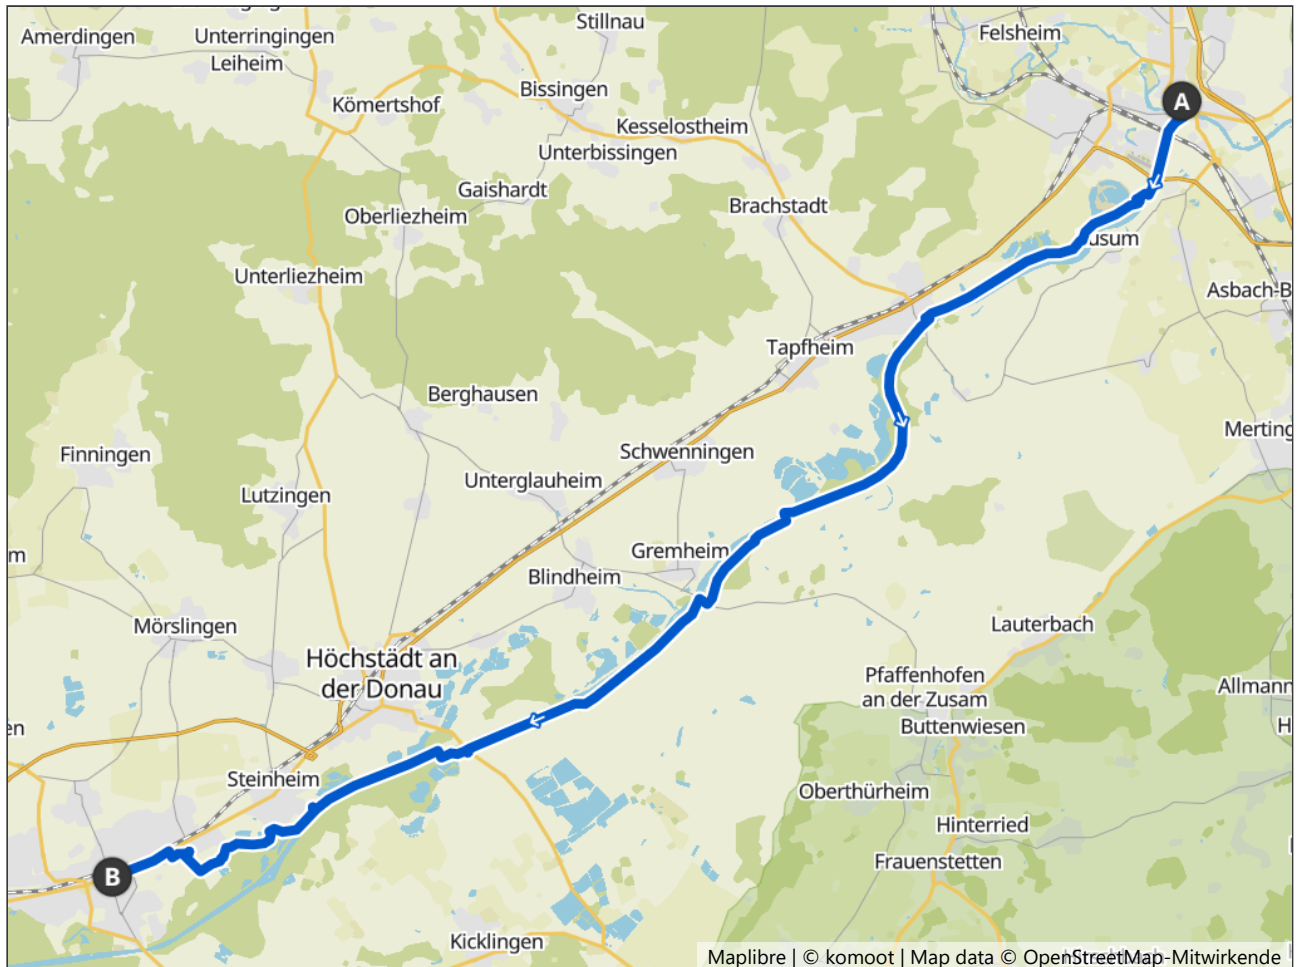 Stillnau
Amerdingen
Unterringingen
Felsheim
Leiheim
Bissingen
A
Kömertshof
Kesselostheim
Unterbissingen
Gaishardt
Brachstadt
Oberliezheim
usum
Unterliezheim
Asbach-B
Tapfheim
Berghausen
Merting
Finningen
Schwenningen
Unterglauheim
Lutzingen
m
Gremheim
Blindheim
Mörslingen
Lauterbach
Höchstädt an
der Donau
Pfaffenhofen
an der Zusam
Allmann
en
Buttenwiesen
H
Steinheim
Oberthürheim
Hinterried
Frauenstetten
B
Kicklingen
Maplibre | © komoot | Map data © OpenStreetMap-Mitwirkende